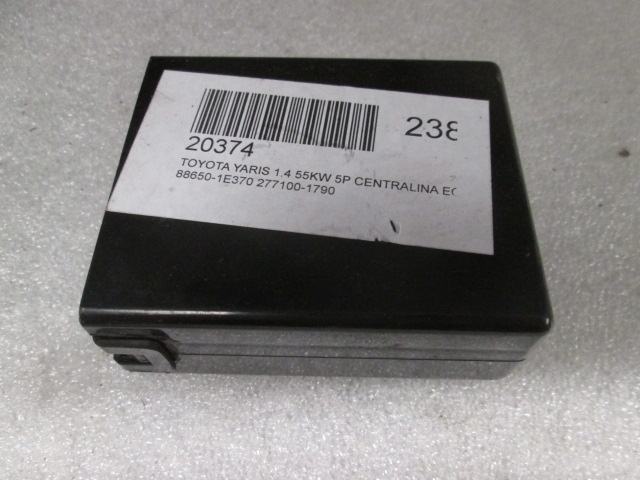 238
20374
TOYOTA YARIS 1.4 55KW 5P CENTRALINA
88650-1E370 277100-1790